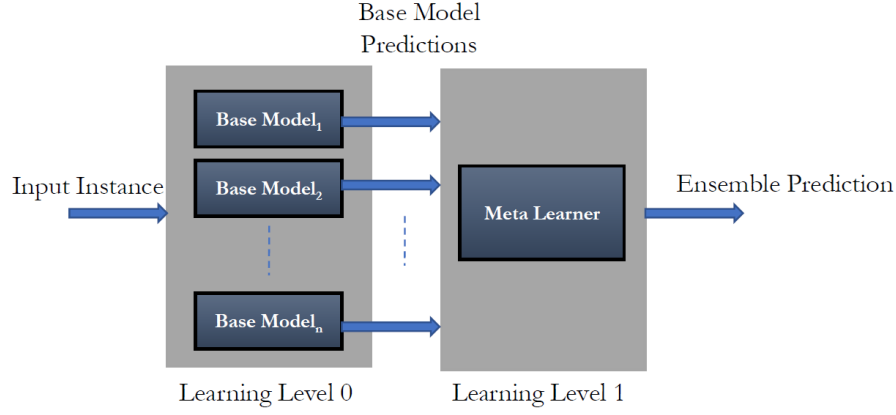 Base Model
Predictions
Base Model₁
Base Model₂
Input Instance
Meta Learner
Ensemble Prediction
Base Modelₙ
Learning Level 0
Learning Level 1